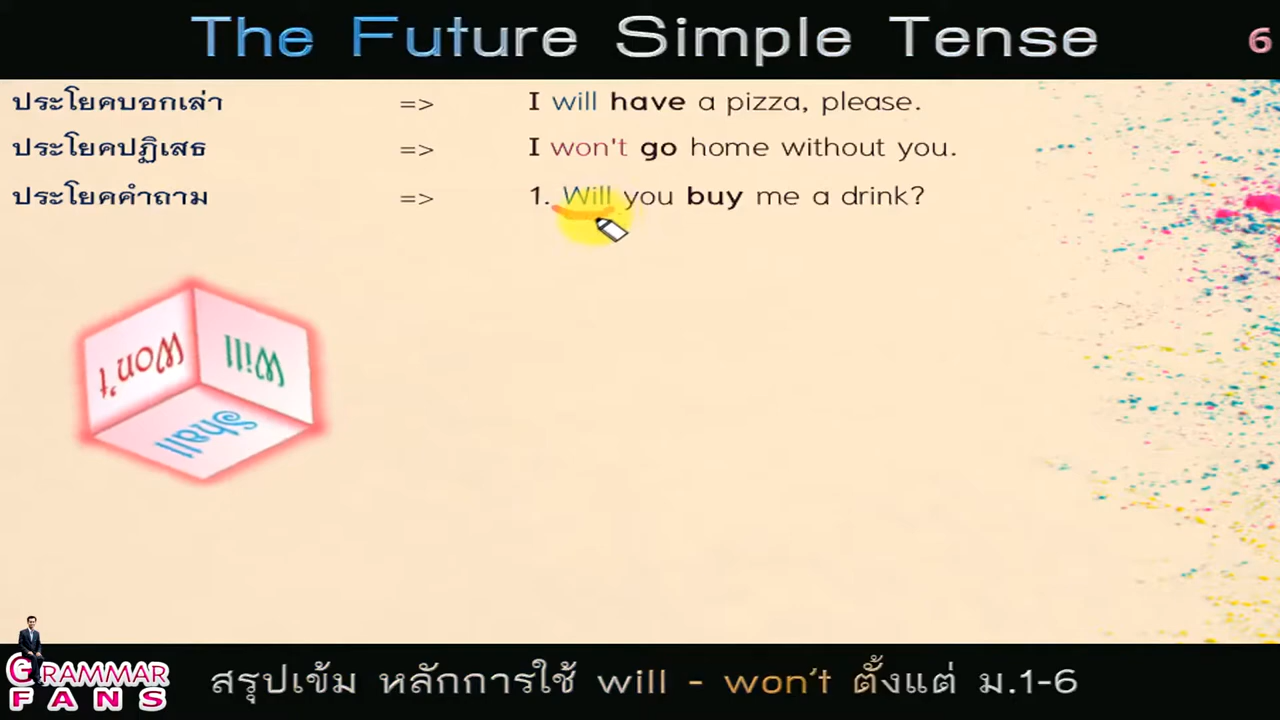 The Future Simple Tense 6
ประโยคบอกเล่า => I will have a pizza, please.
ประโยคปฏิเสธ => I won't go home without you.
ประโยคคำถาม => 1. Will you buy me a drink?
Won't
Will
Shall
GRAMMAR
FANS
สรุปเข้ม หลักการใช้ will - won't ตั้งแต่ ม.1-6